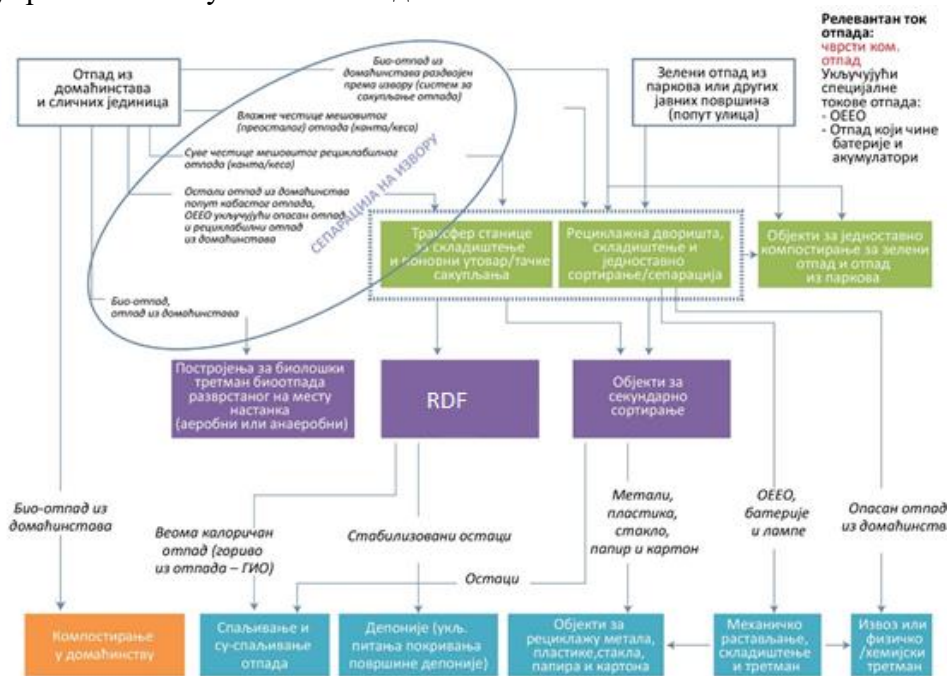 Релевантан ток
отпада:
чврсти ком.
отпад
Укључујући
специјалне
токове отпада:
- ОЕЕО
- Отпад који чине
батерије и
акумулатори
Отпад из
домаћинства
и сличних јединица
Био-отпад из
домаћинства раздвојен
према извору (систем за
сакупљање отпада)
Зелени отпад из
паркова или других
јавних површина
(попут улица)
Влажне честице мешовитог
(преосталог) отпада (канта/кеса)
Суве честице мешовитог рециклабилног
отпада (канта/кеса)
Остали отпад из домаћинства
попут кабастог отпада,
ОЕЕО укључујући опасан отпад
и рециклабилни отпад
из домаћинства
СЕПАРАЦИЈА НА ИЗВОРУ
Трансфер станице
за складиштење
и поновни утовар/тачке
сакупљања
Рециклажна дворишта,
складиштење и
једноставно
сортирање/сепарација
Објекти за једноставно
компостирање за зелени
отпад и отпад
из паркова
Био-отпад,
отпад из домаћинства
Постројења за биолошки
третман биоотпада
разврстаног на месту
настанка
(аеробни или анаеробни)
RDF
Објекти за
секундарно
сортирање
Био-отпад из
домаћинстава
Веома калоричан
отпад (гориво
из отпада – ГИО)
Стабилизовани остаци
Остаци
Метали,
пластика,
стакло,
папир и картон
ОЕЕО,
батерије
и лампе
Опасан отпад
из домаћинств
Компостирање
у домаћинству
Спаљивање и
су-спаљивање
отпада
Депоније (укљ.
питања покривања
површине депоније)
Објекти за
рециклажу метала,
пластике,стакла,
папира и картона
Механичко
растављање,
складиштење
и третман
Извоз или
физичко
/хемијски
третман